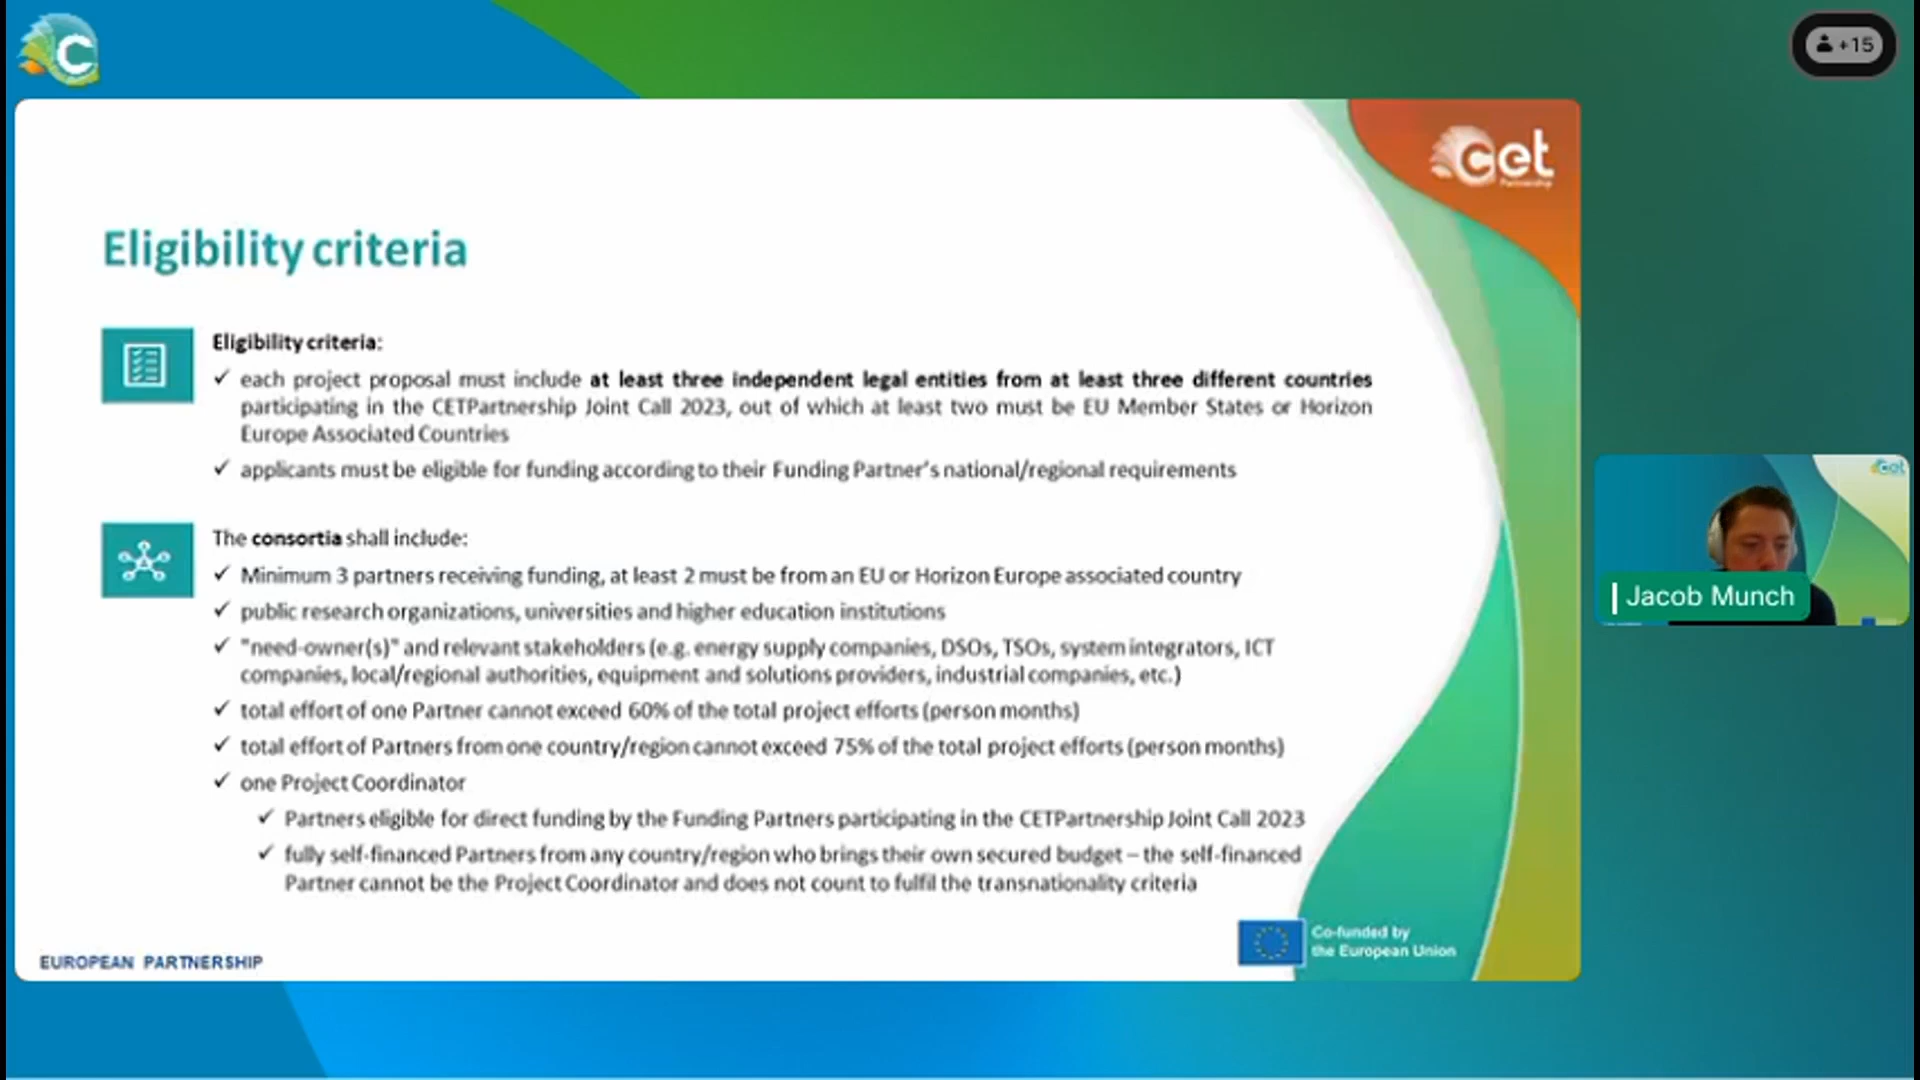 C
+15
cet
Partnership
Eligibility criteria
Eligibility criteria:
✓ each project proposal must include at least three independent legal entities from at least three different countries
participating in the CETPartnership Joint Call 2023, out of which at least two must be EU Member States or Horizon
Europe Associated Countries
✓ applicants must be eligible for funding according to their Funding Partner's national/regional requirements
The consortia shall include:
✓ Minimum 3 partners receiving funding, at least 2 must be from an EU or Horizon Europe associated country
✓ public research organizations, universities and higher education institutions
✓ "need-owner(s)" and relevant stakeholders (e.g. energy supply companies, DSOs, TSOs, system integrators, ICT
companies, local/regional authorities, equipment and solutions providers, industrial companies, etc.)
✓ total effort of one Partner cannot exceed 60% of the total project efforts (person months)
✓ total effort of Partners from one country/region cannot exceed 75% of the total project efforts (person months)
✓ one Project Coordinator
✓ Partners eligible for direct funding by the Funding Partners participating in the CETPartnership Joint Call 2023
✓ fully self-financed Partners from any country/region who brings their own secured budget – the self-financed
Partner cannot be the Project Coordinator and does not count to fulfil the transnationality criteria
cet
Jacob Munch
Co-funded by
the European Union
EUROPEAN PARTNERSHIP